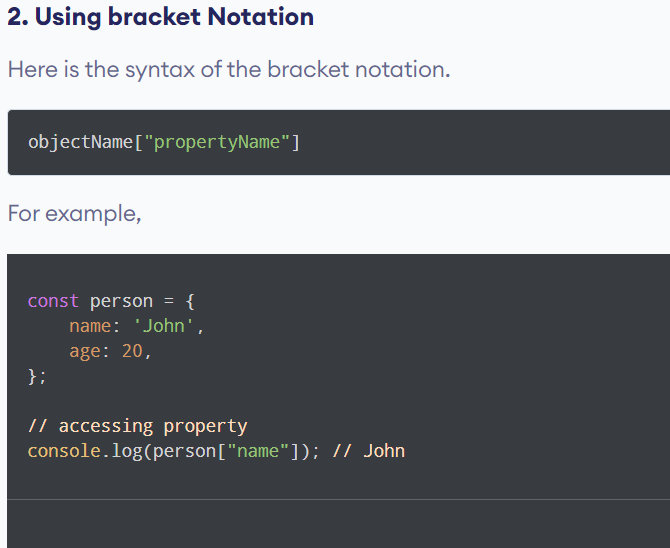 2. Using bracket Notation
Here is the syntax of the bracket notation.
objectName["propertyName"]
For example,
const person = {
    name: 'John',
    age: 20,
};
// accessing property
console.log(person["name"]); // John